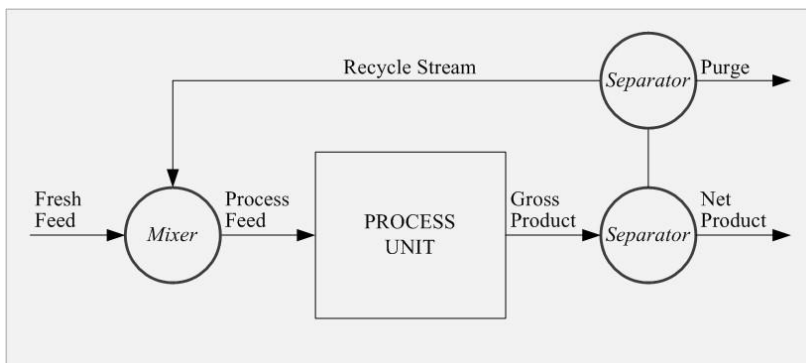 Recycle Stream
Separator
Purge
Fresh
Feed
Mixer
Process
Feed
PROCESS
UNIT
Gross
Product
Separator
Net
Product